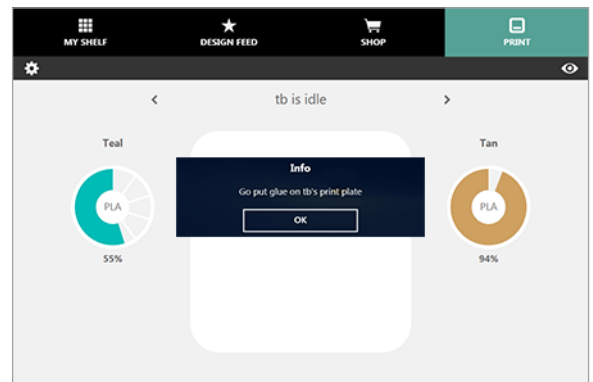 MY SHELF
DESIGN FEED
SHOP
PRINT
tb is idle
Teal
Tan
Info
Go put glue on tb's print plate
OK
PLA
PLA
55%
94%